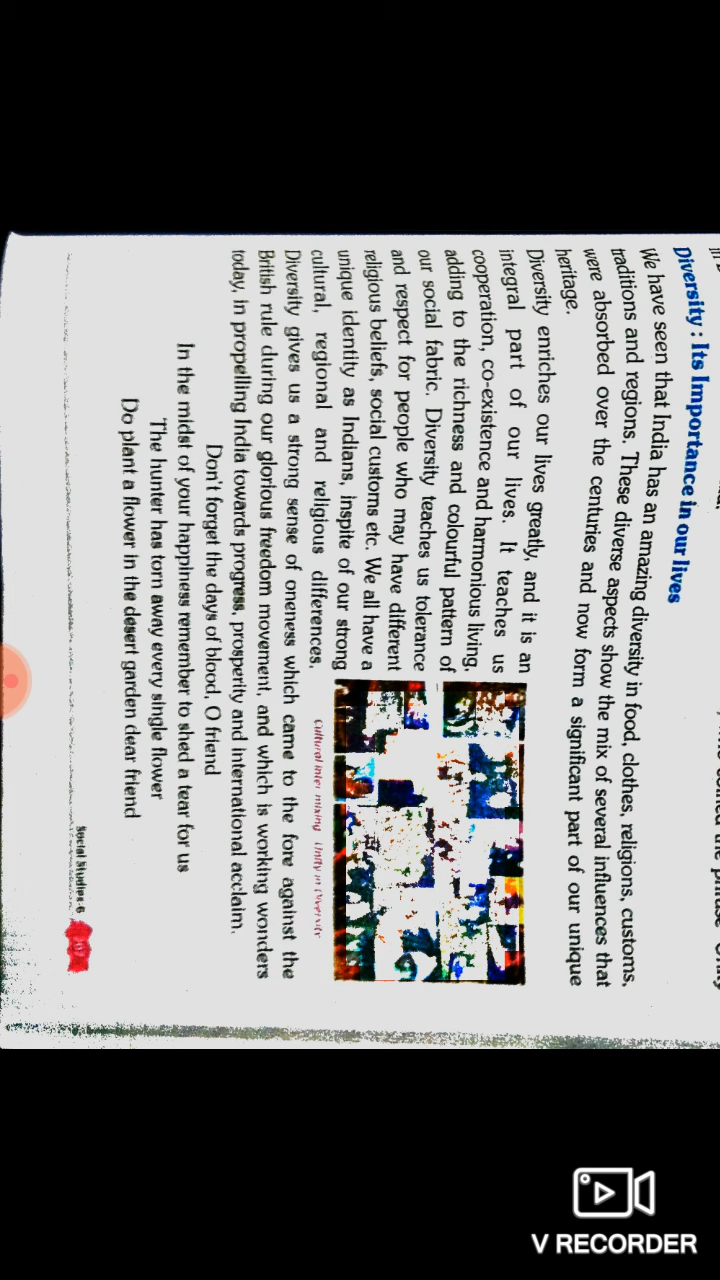 Diversity : Its Importance in our lives
We have seen that India has an amazing diversity in food, clothes, religions, customs,
traditions and regions. These diverse aspects show the mix of several influences that
were absorbed over the centuries and now form a significant part of our unique
heritage.
Diversity enriches our lives greatly, and it is an
integral part of our lives. It teaches us
cooperation, co-existence and harmonious living,
adding to the richness and colourful pattern of
our social fabric. Diversity teaches us tolerance
and respect for people who may have different
religious beliefs, social customs etc. We all have a
unique identity as Indians, inspite of our strong
cultural, regional and religious differences.
Cultural inter mixing Unity in Diversity
Diversity gives us a strong sense of oneness which came to the fore against the
British rule during our glorious freedom movement, and which is working wonders
today, in propelling India towards progress, prosperity and international acclaim.
Don't forget the days of blood, O friend
In the midst of your happiness remember to shed a tear for us
The hunter has torn away every single flower
Do plant a flower in the desert garden dear friend
Social Studies-6
V RECORDER